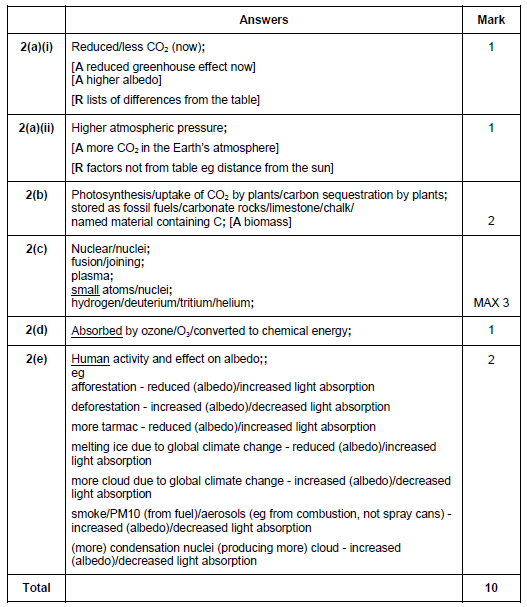 Answers Mark
2(a)(i) Reduced/less CO₂ (now); 1
[A reduced greenhouse effect now]
[A higher albedo]
[R lists of differences from the table]
2(a)(ii) Higher atmospheric pressure; 1
[A more CO₂ in the Earth's atmosphere]
[R factors not from table eg distance from the sun]
2(b) Photosynthesis/uptake of CO₂ by plants/carbon sequestration by plants;
stored as fossil fuels/carbonate rocks/limestone/chalk/
named material containing C; [A biomass] 2
2(c) Nuclear/nuclei;
fusion/joining;
plasma;
small atoms/nuclei;
hydrogen/deuterium/tritium/helium; MAX 3
2(d) Absorbed by ozone/O₃/converted to chemical energy; 1
2(e) Human activity and effect on albedo;; 2
eg
afforestation - reduced (albedo)/increased light absorption
deforestation - increased (albedo)/decreased light absorption
more tarmac - reduced (albedo)/increased light absorption
melting ice due to global climate change - reduced (albedo)/increased
light absorption
more cloud due to global climate change - increased (albedo)/decreased
light absorption
smoke/PM10 (from fuel)/aerosols (eg from combustion, not spray cans) -
increased (albedo)/decreased light absorption
(more) condensation nuclei (producing more) cloud - increased
(albedo)/decreased light absorption
Total 10